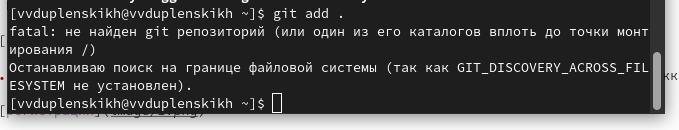 [vvduplenskikh@vvduplenskikh ~]$ git add .
fatal: не найден git репозиторий (или один из его каталогов вплоть до точки монт
ирования /)
Останавливаю поиск на границе файловой системы (так как GIT_DISCOVERY_ACROSS_FIL
ESYSTEM не установлен).
[vvduplenskikh@vvduplenskikh ~]$